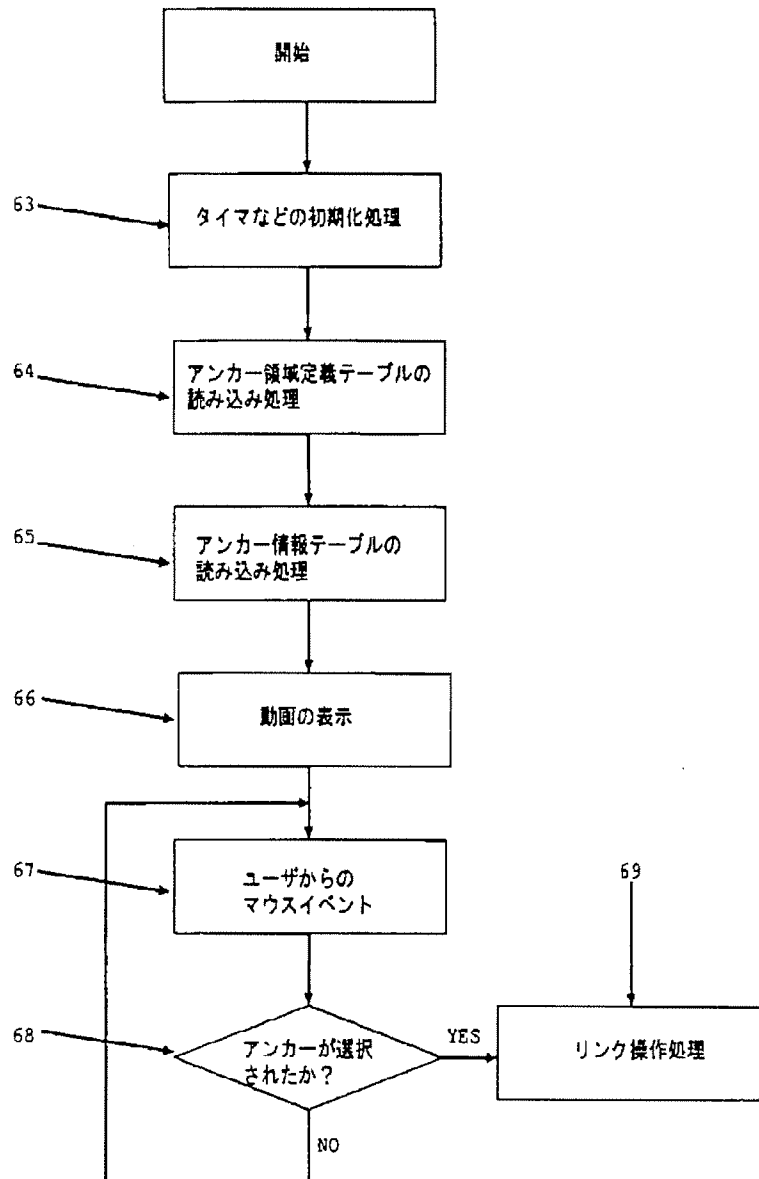 開始
63
タイマなどの初期化処理
64
アンカー領域定義テーブルの
読み込み処理
65
アンカー情報テーブルの
読み込み処理
66
動画の表示
67
ユーザからの
マウスイベント
69
68
アンカーが選択
されたか？
YES
リンク操作処理
NO